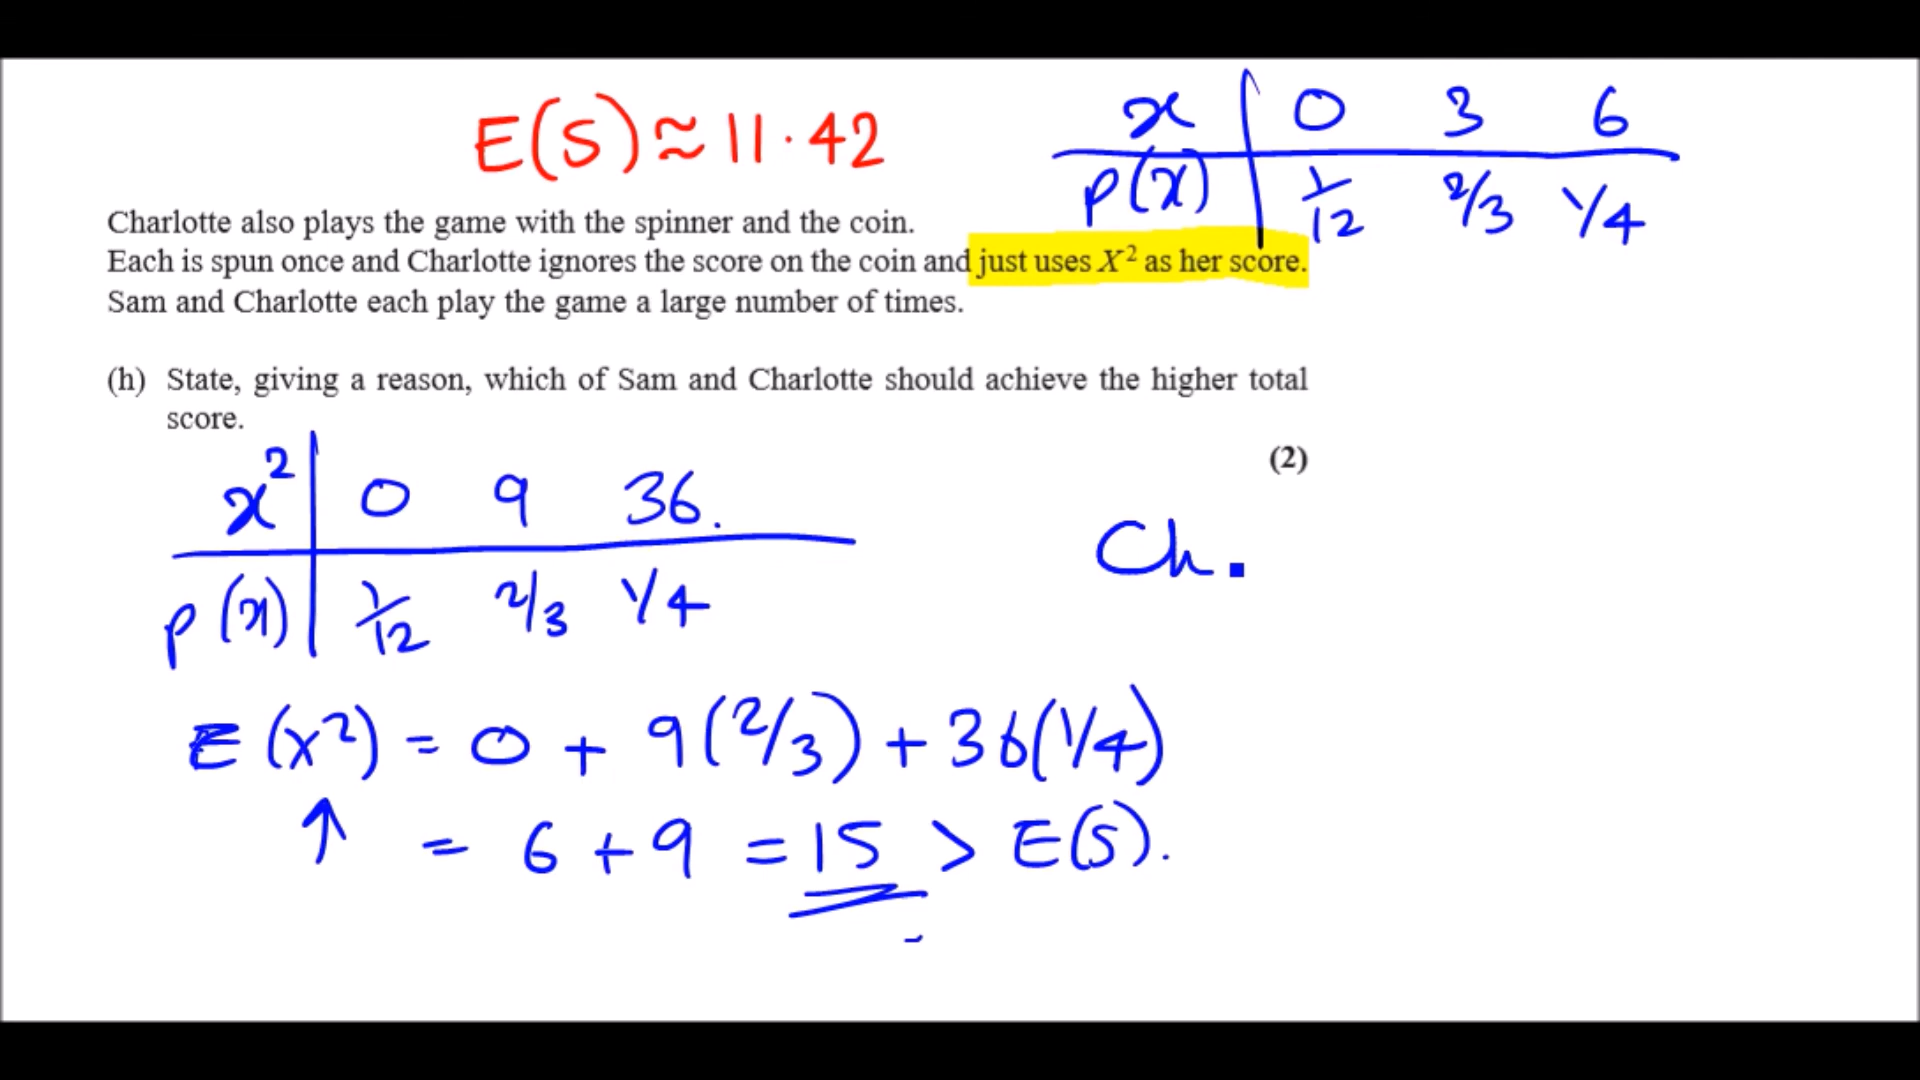 E(S) ≈ 11.42
x | 0 3 6
P(x) | 1/12 2/3 1/4
Charlotte also plays the game with the spinner and the coin.
Each is spun once and Charlotte ignores the score on the coin and just uses X² as her score.
Sam and Charlotte each play the game a large number of times.
(h) State, giving a reason, which of Sam and Charlotte should achieve the higher total
score.
(2)
x² | 0 9 36.
P(x) | 1/12 2/3 1/4
Ch.
E(x²) = 0 + 9(2/3) + 36(1/4)
↑ = 6 + 9 = 15 > E(S).